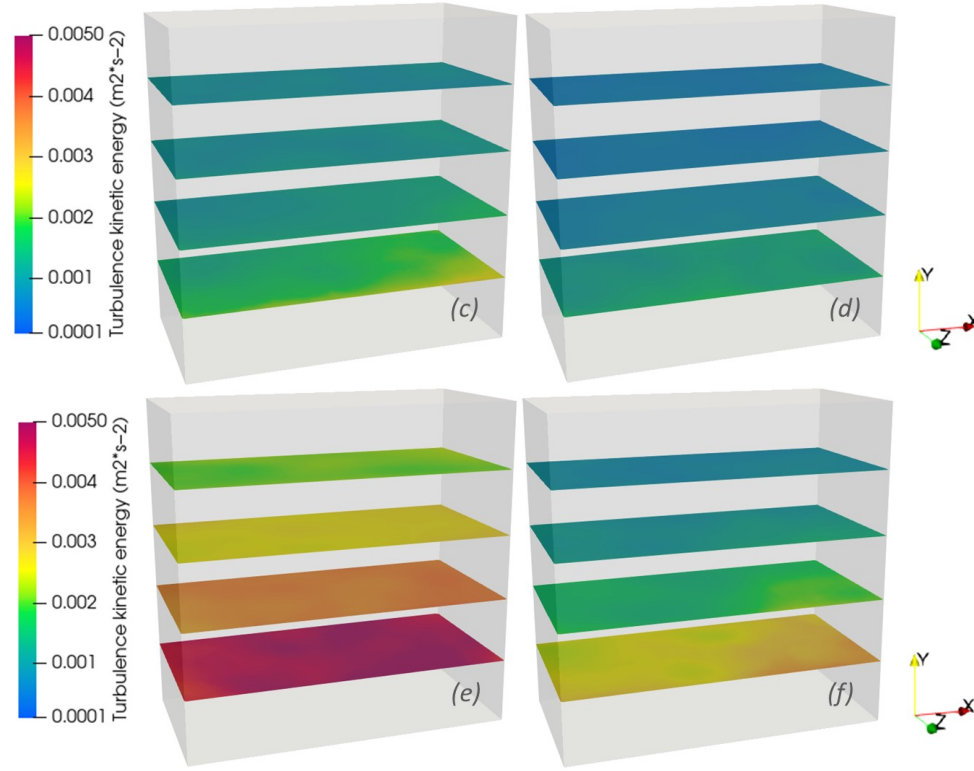 0.0050
0.004
0.003
0.002
0.001
0.0001
Turbulence kinetic energy (m2*s−2)
(c)
(d)
Y
X
Z
0.0050
0.004
0.003
0.002
0.001
0.0001
Turbulence kinetic energy (m2*s−2)
(e)
(f)
Y
X
Z